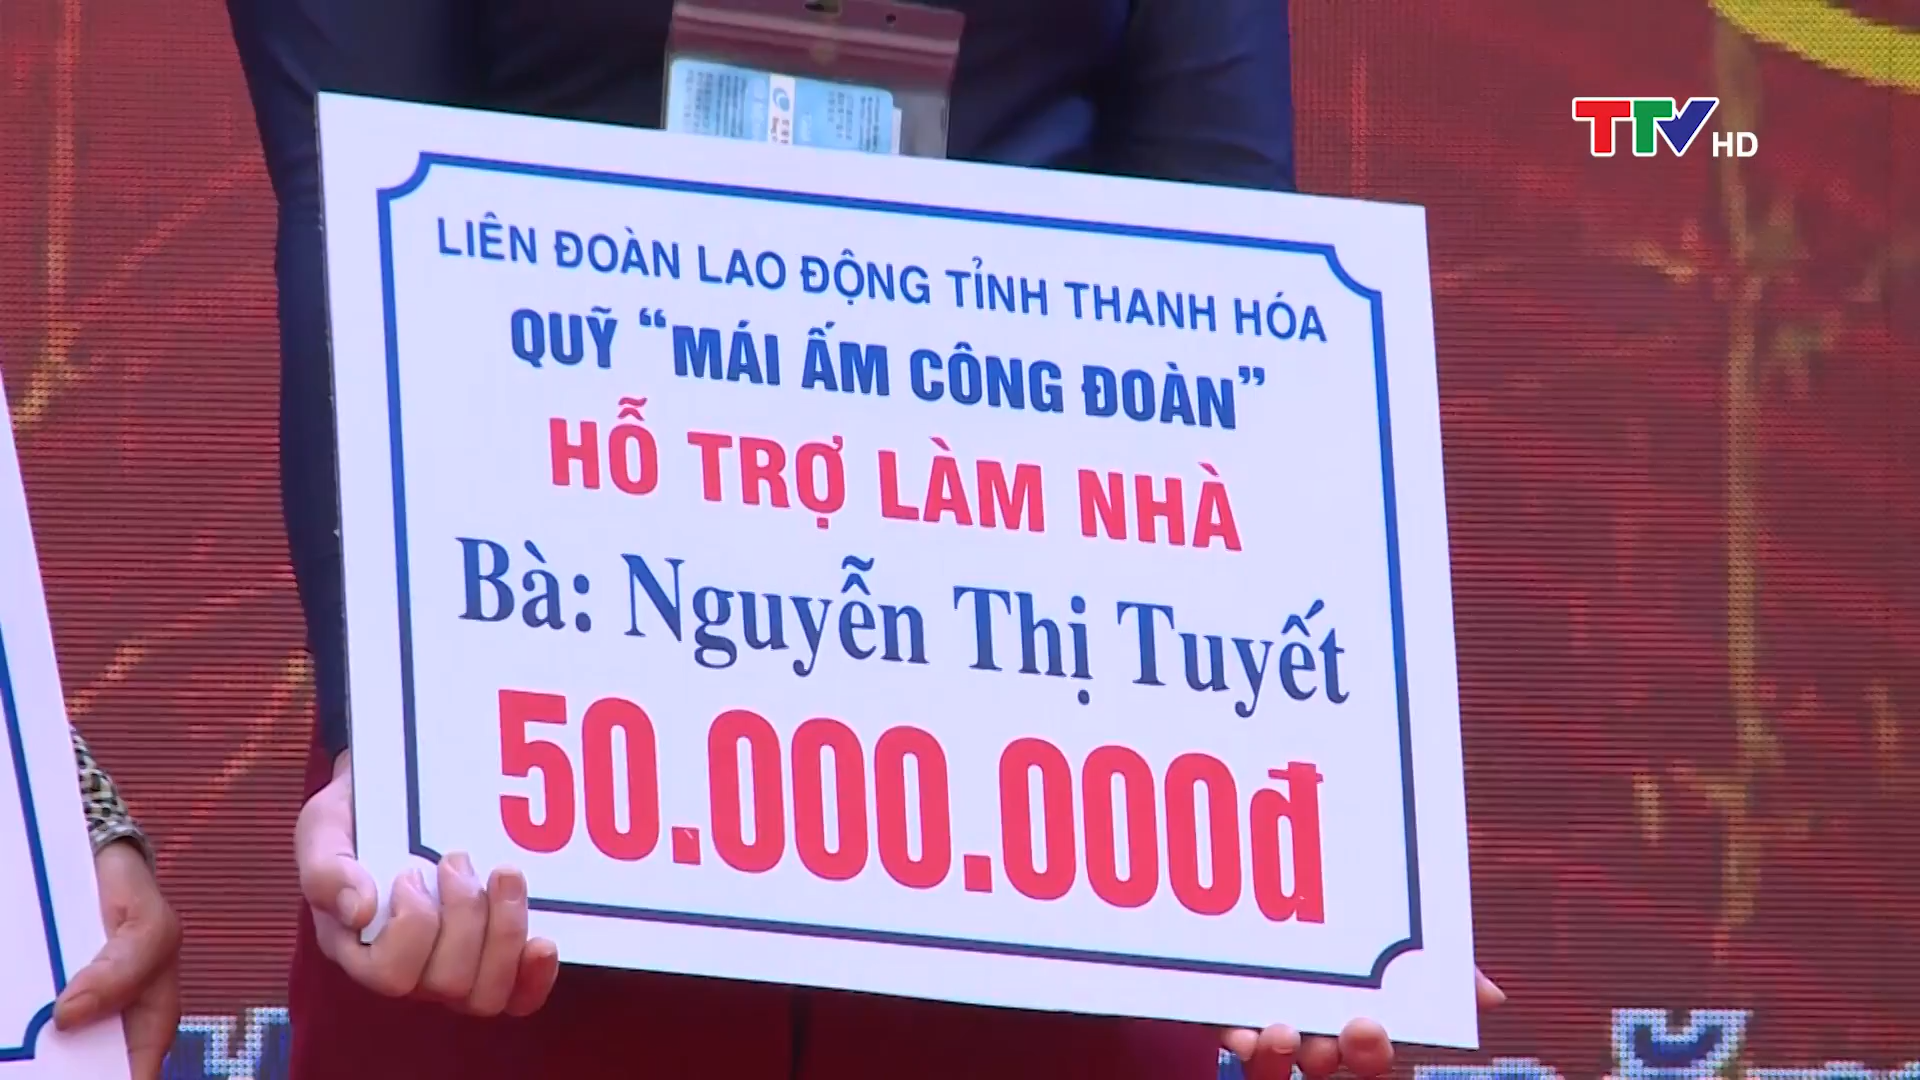 TTV HD
LIÊN ĐOÀN LAO ĐỘNG TỈNH THANH HÓA
QUỸ “MÁI ẤM CÔNG ĐOÀN”
HỖ TRỢ LÀM NHÀ
Bà: Nguyễn Thị Tuyết
50.000.000đ